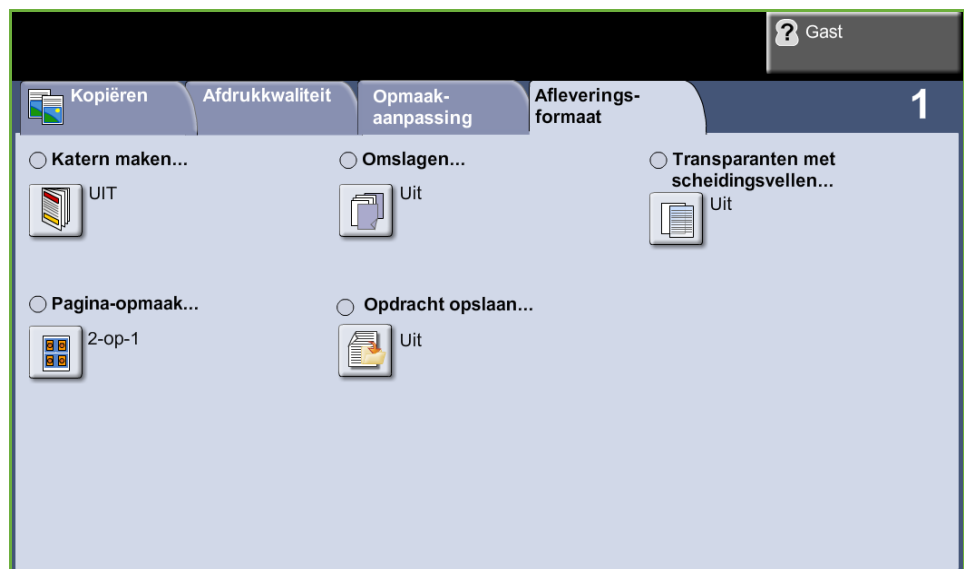 ? Gast
Kopiëren
Afdrukkwaliteit
Opmaak-
aanpassing
Afleverings-
formaat
1
Katern maken...
UIT
Omslagen...
Uit
Transparanten met
scheidingsvellen...
Uit
Pagina-opmaak...
2-op-1
Opdracht opslaan...
Uit